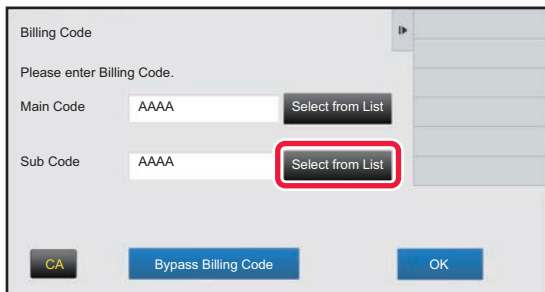 Billing Code
Please enter Billing Code.
Main Code AAAA Select from List
Sub Code AAAA Select from List
CA Bypass Billing Code OK